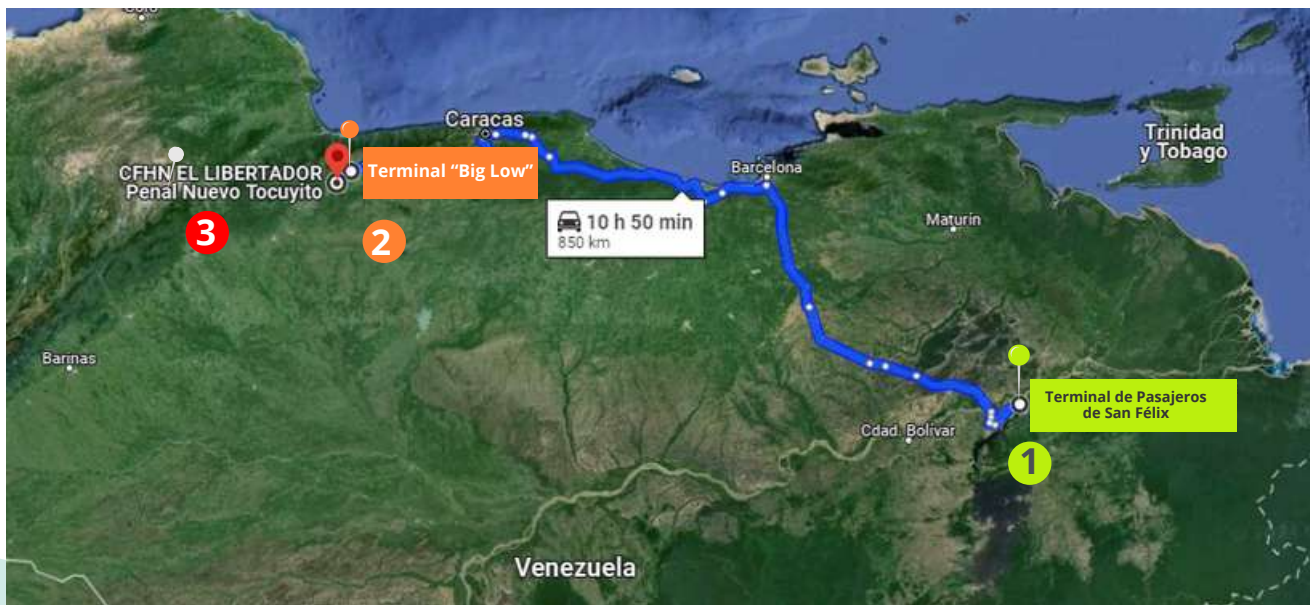 Caracas
Terminal “Big Low”
CFHN EL LIBERTADOR
Penal Nuevo Tocuyito
3
2
Barcelona
10 h 50 min
850 km
Trinidad
y Tobago
Maturín
Barinas
Terminal de Pasajeros
de San Félix
Cdad. Bolívar
1
Venezuela